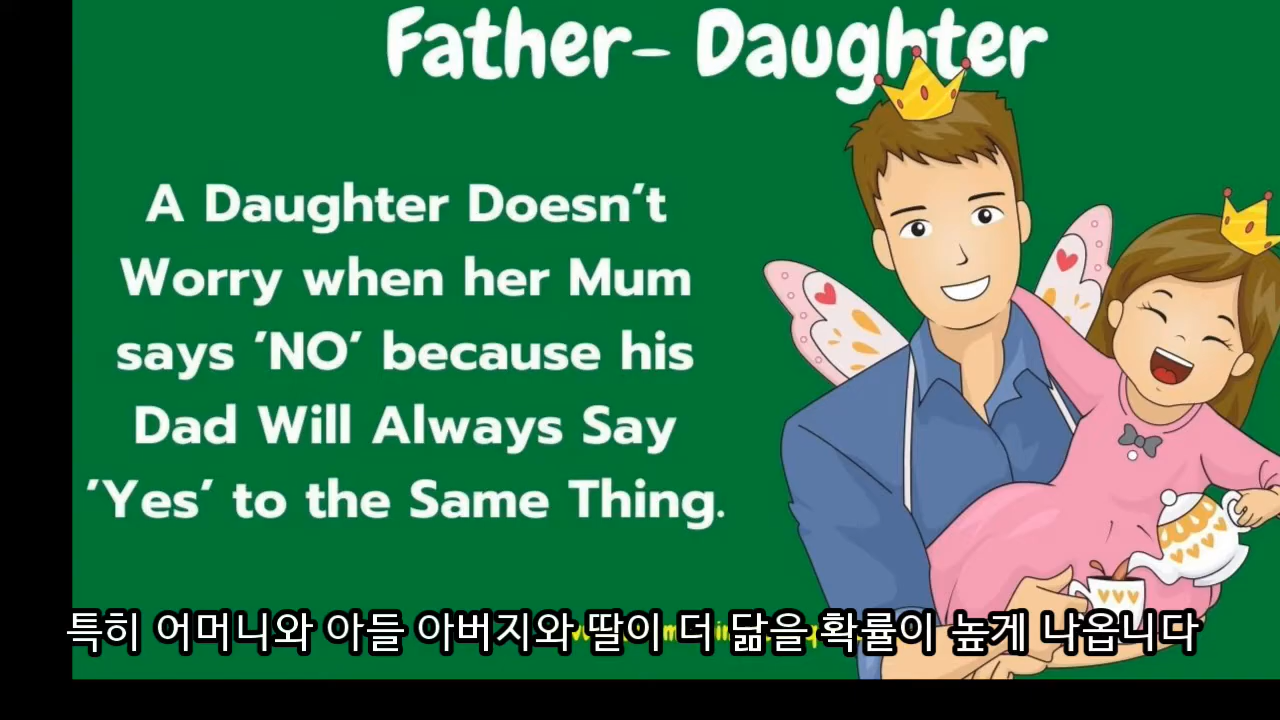 Father- Daughter
A Daughter Doesn't
Worry when her Mum
says 'NO' because his
Dad Will Always Say
'Yes' to the Same Thing.
특히 어머니와 아들 아버지와 딸이 더 닮을 확률이 높게 나옵니다